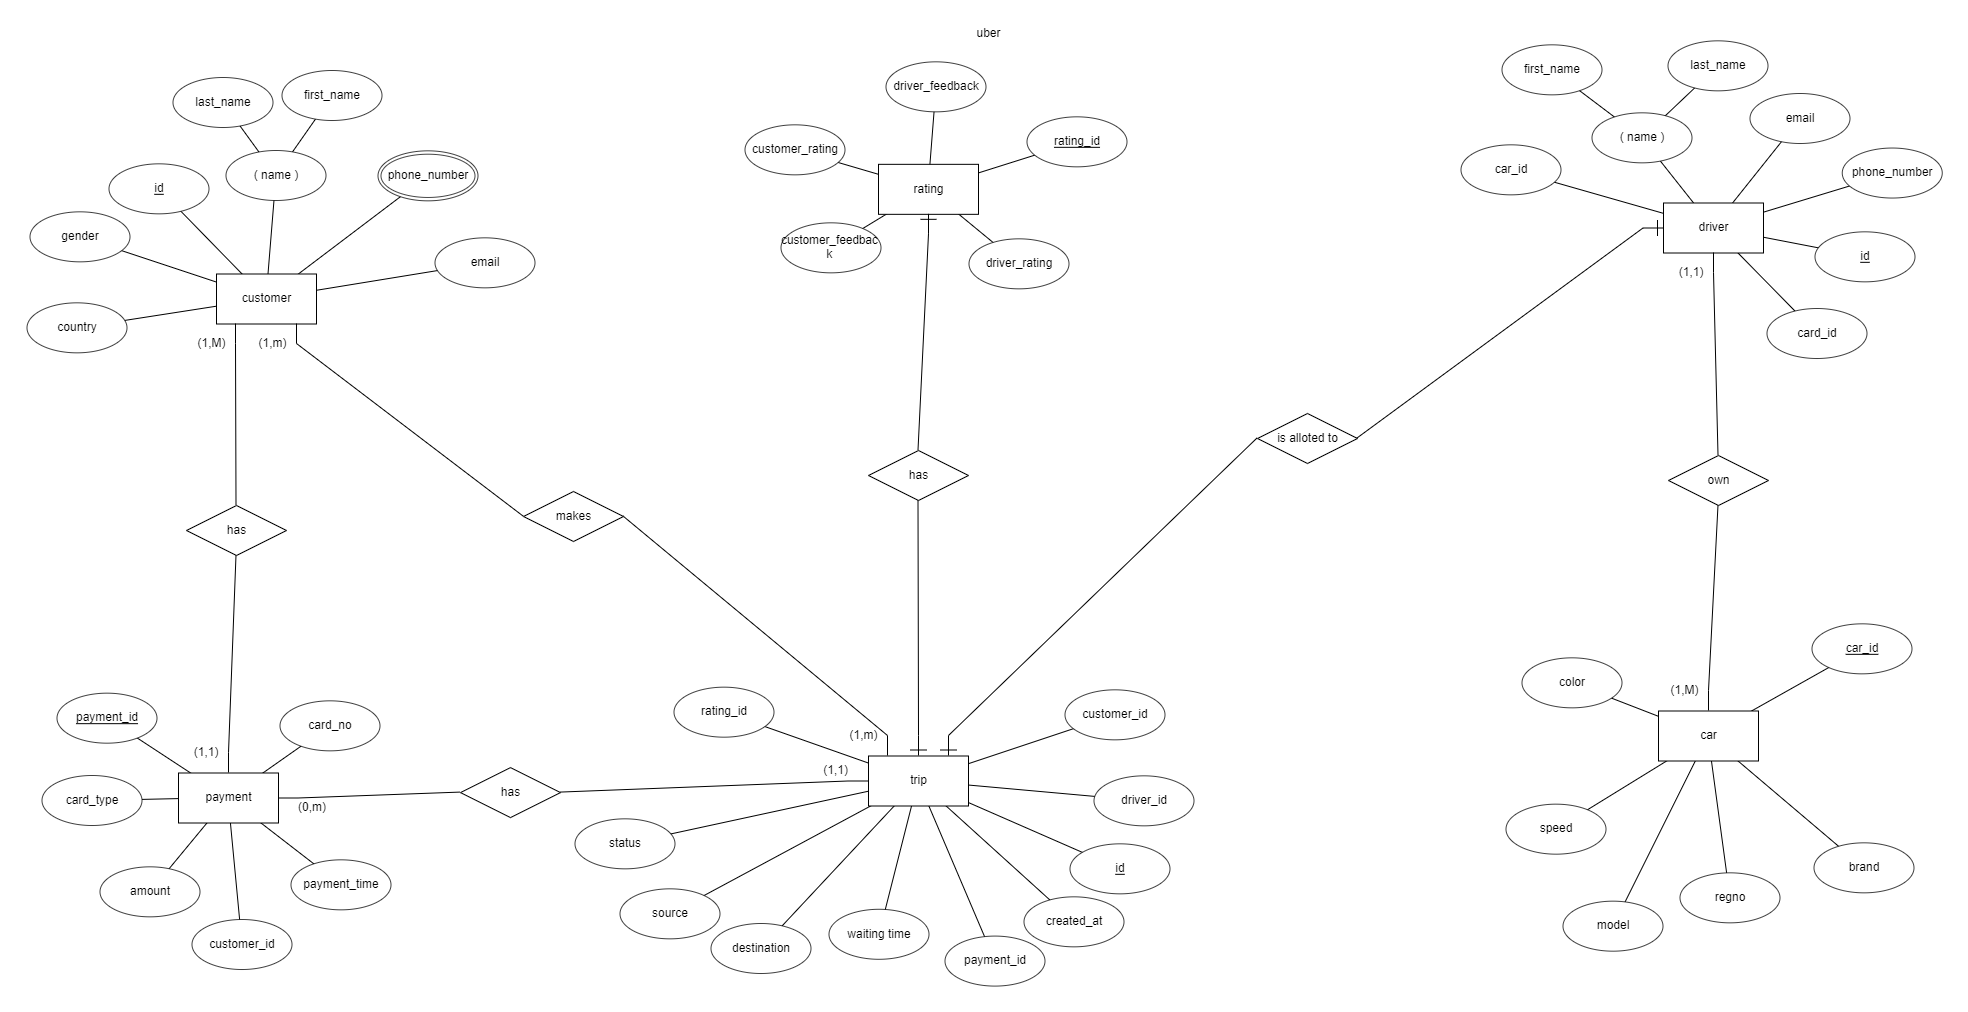 uber
last_name
first_name
( name )
id
phone_number
gender
email
customer
country
(1,M)
(1,m)
driver_feedback
customer_rating
rating_id
rating
customer_feedbac
k
driver_rating
first_name
last_name
( name )
email
car_id
phone_number
driver
id
(1,1)
card_id
has
makes
has
is alloted to
own
payment_id
card_no
(1,1)
card_type
payment
(0,m)
amount
payment_time
customer_id
has
rating_id
customer_id
(1,m)
(1,1)
trip
driver_id
status
id
source
destination
waiting time
payment_id
created_at
car_id
color
(1,M)
car
speed
brand
model
regno